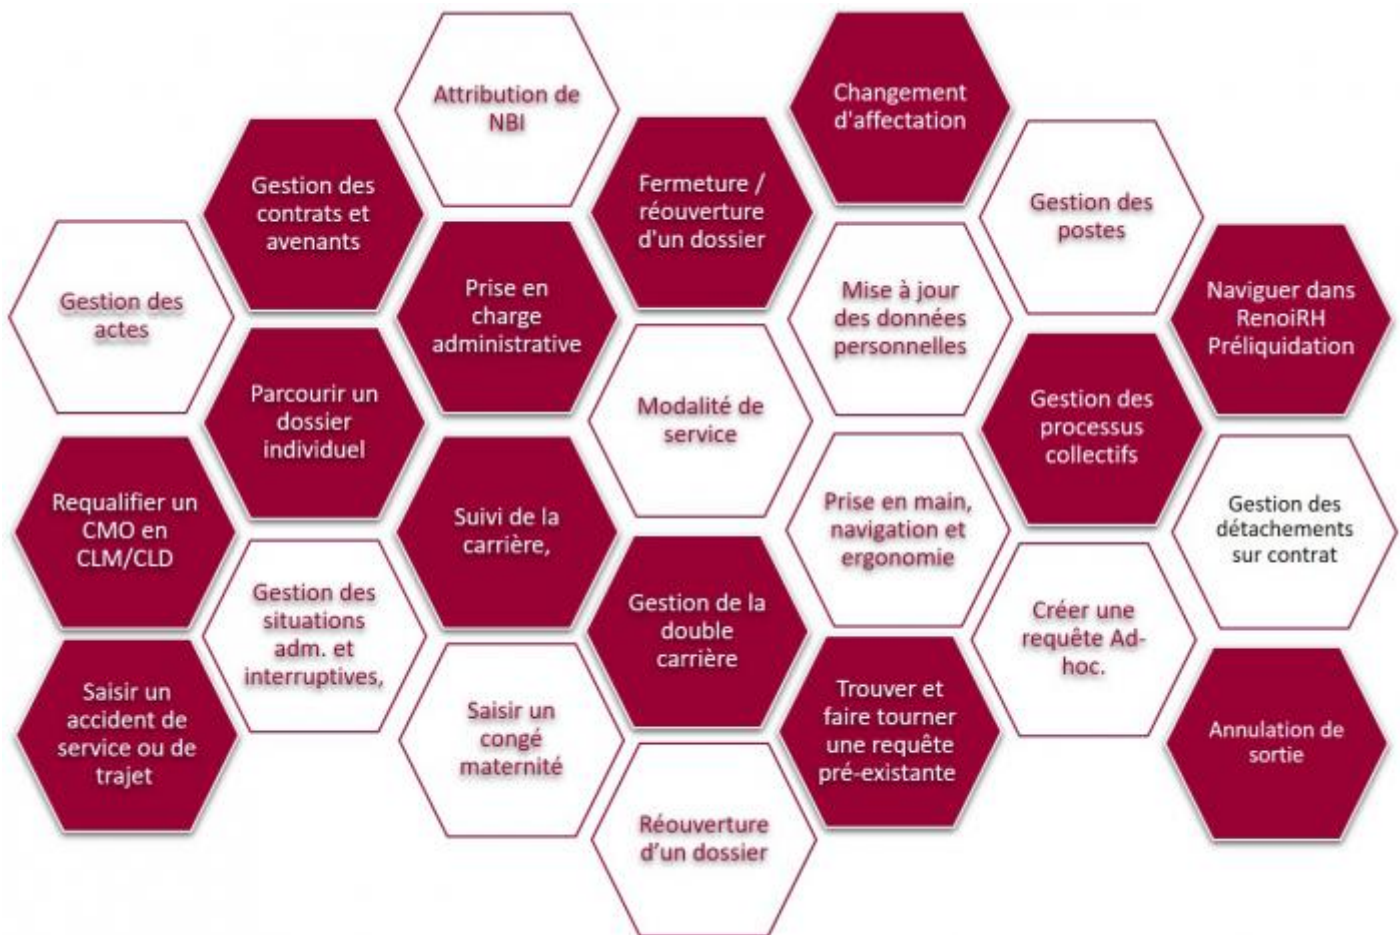 Attribution de
NBI
Changement
d'affectation
Gestion des
contrats et
avenants
Fermeture /
réouverture
d'un dossier
Gestion des
postes
Gestion des
actes
Prise en
charge
administrative
Mise à jour
des données
personnelles
Naviguer dans
RenoiRH
Préliquidation
Parcourir un
dossier
individuel
Modalité de
service
Gestion des
processus
collectifs
Requalifier un
CMO en
CLM/CLD
Suivi de la
carrière,
Prise en main,
navigation et
ergonomie
Gestion des
détachements
sur contrat
Gestion des
situations
adm. et
interruptives,
Gestion de la
double
carrière
Créer une
requête Ad-
hoc.
Saisir un
accident de
service ou de
trajet
Saisir un
congé
maternité
Trouver et
faire tourner
une requête
pré-existante
Annulation de
sortie
Réouverture
d’un dossier